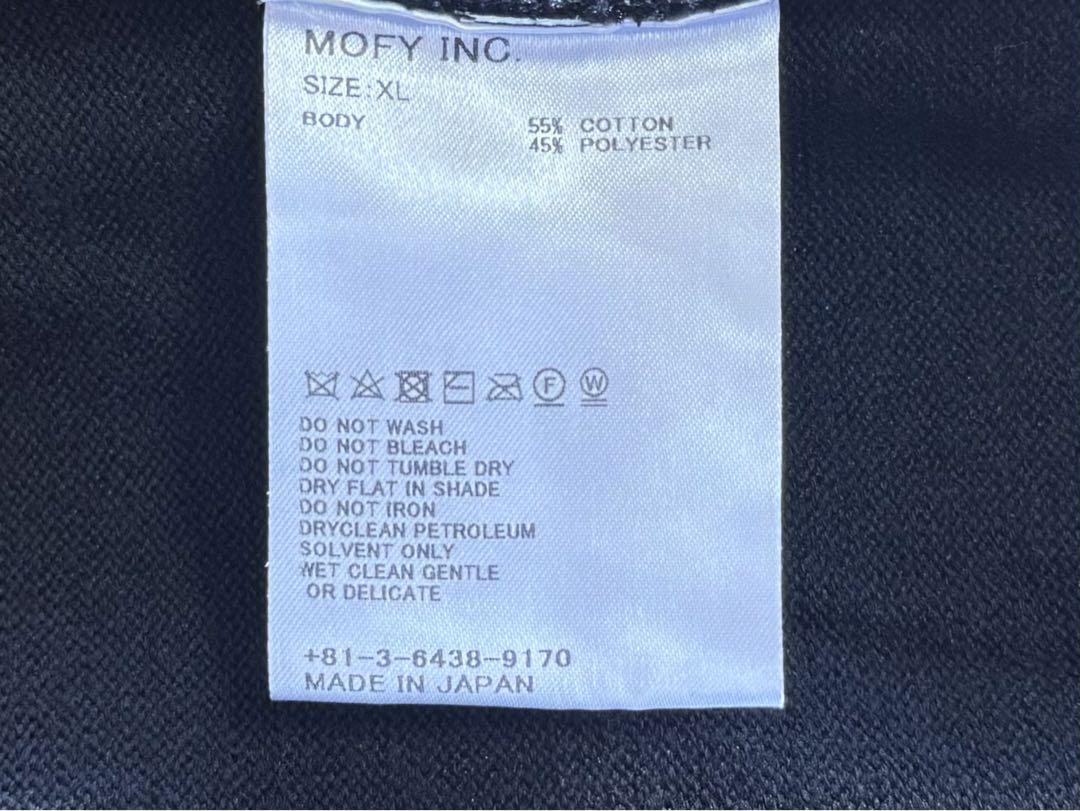 MOFY INC.
SIZE:XL
BODY 55% COTTON
45% POLYESTER
F W
DO NOT WASH
DO NOT BLEACH
DO NOT TUMBLE DRY
DRY FLAT IN SHADE
DO NOT IRON
DRYCLEAN PETROLEUM
SOLVENT ONLY
WET CLEAN GENTLE
OR DELICATE
+81-3-6438-9170
MADE IN JAPAN